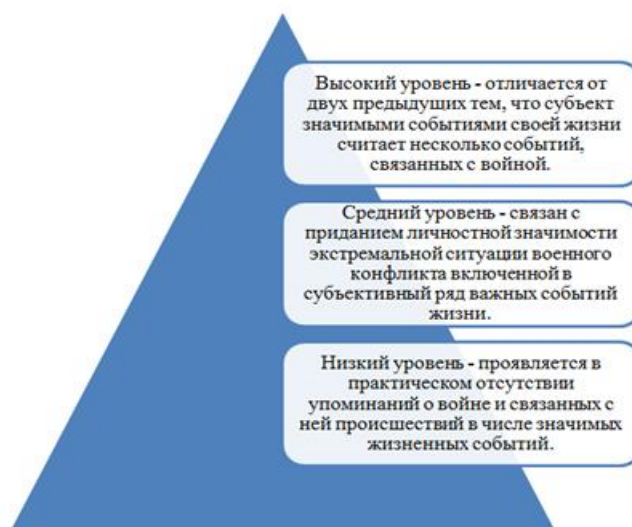 Высокий уровень - отличается от
двух предыдущих тем, что субъект
значимыми событиями своей жизни
считает несколько событий,
связанных с войной.
Средний уровень - связан с
приданием личностной значимости
экстремальной ситуации военного
конфликта включенной в
субъективный ряд важных событий
жизни.
Низкий уровень - проявляется в
практическом отсутствии
упоминаний о войне и связанных с
ней происшествий в числе значимых
жизненных событий.